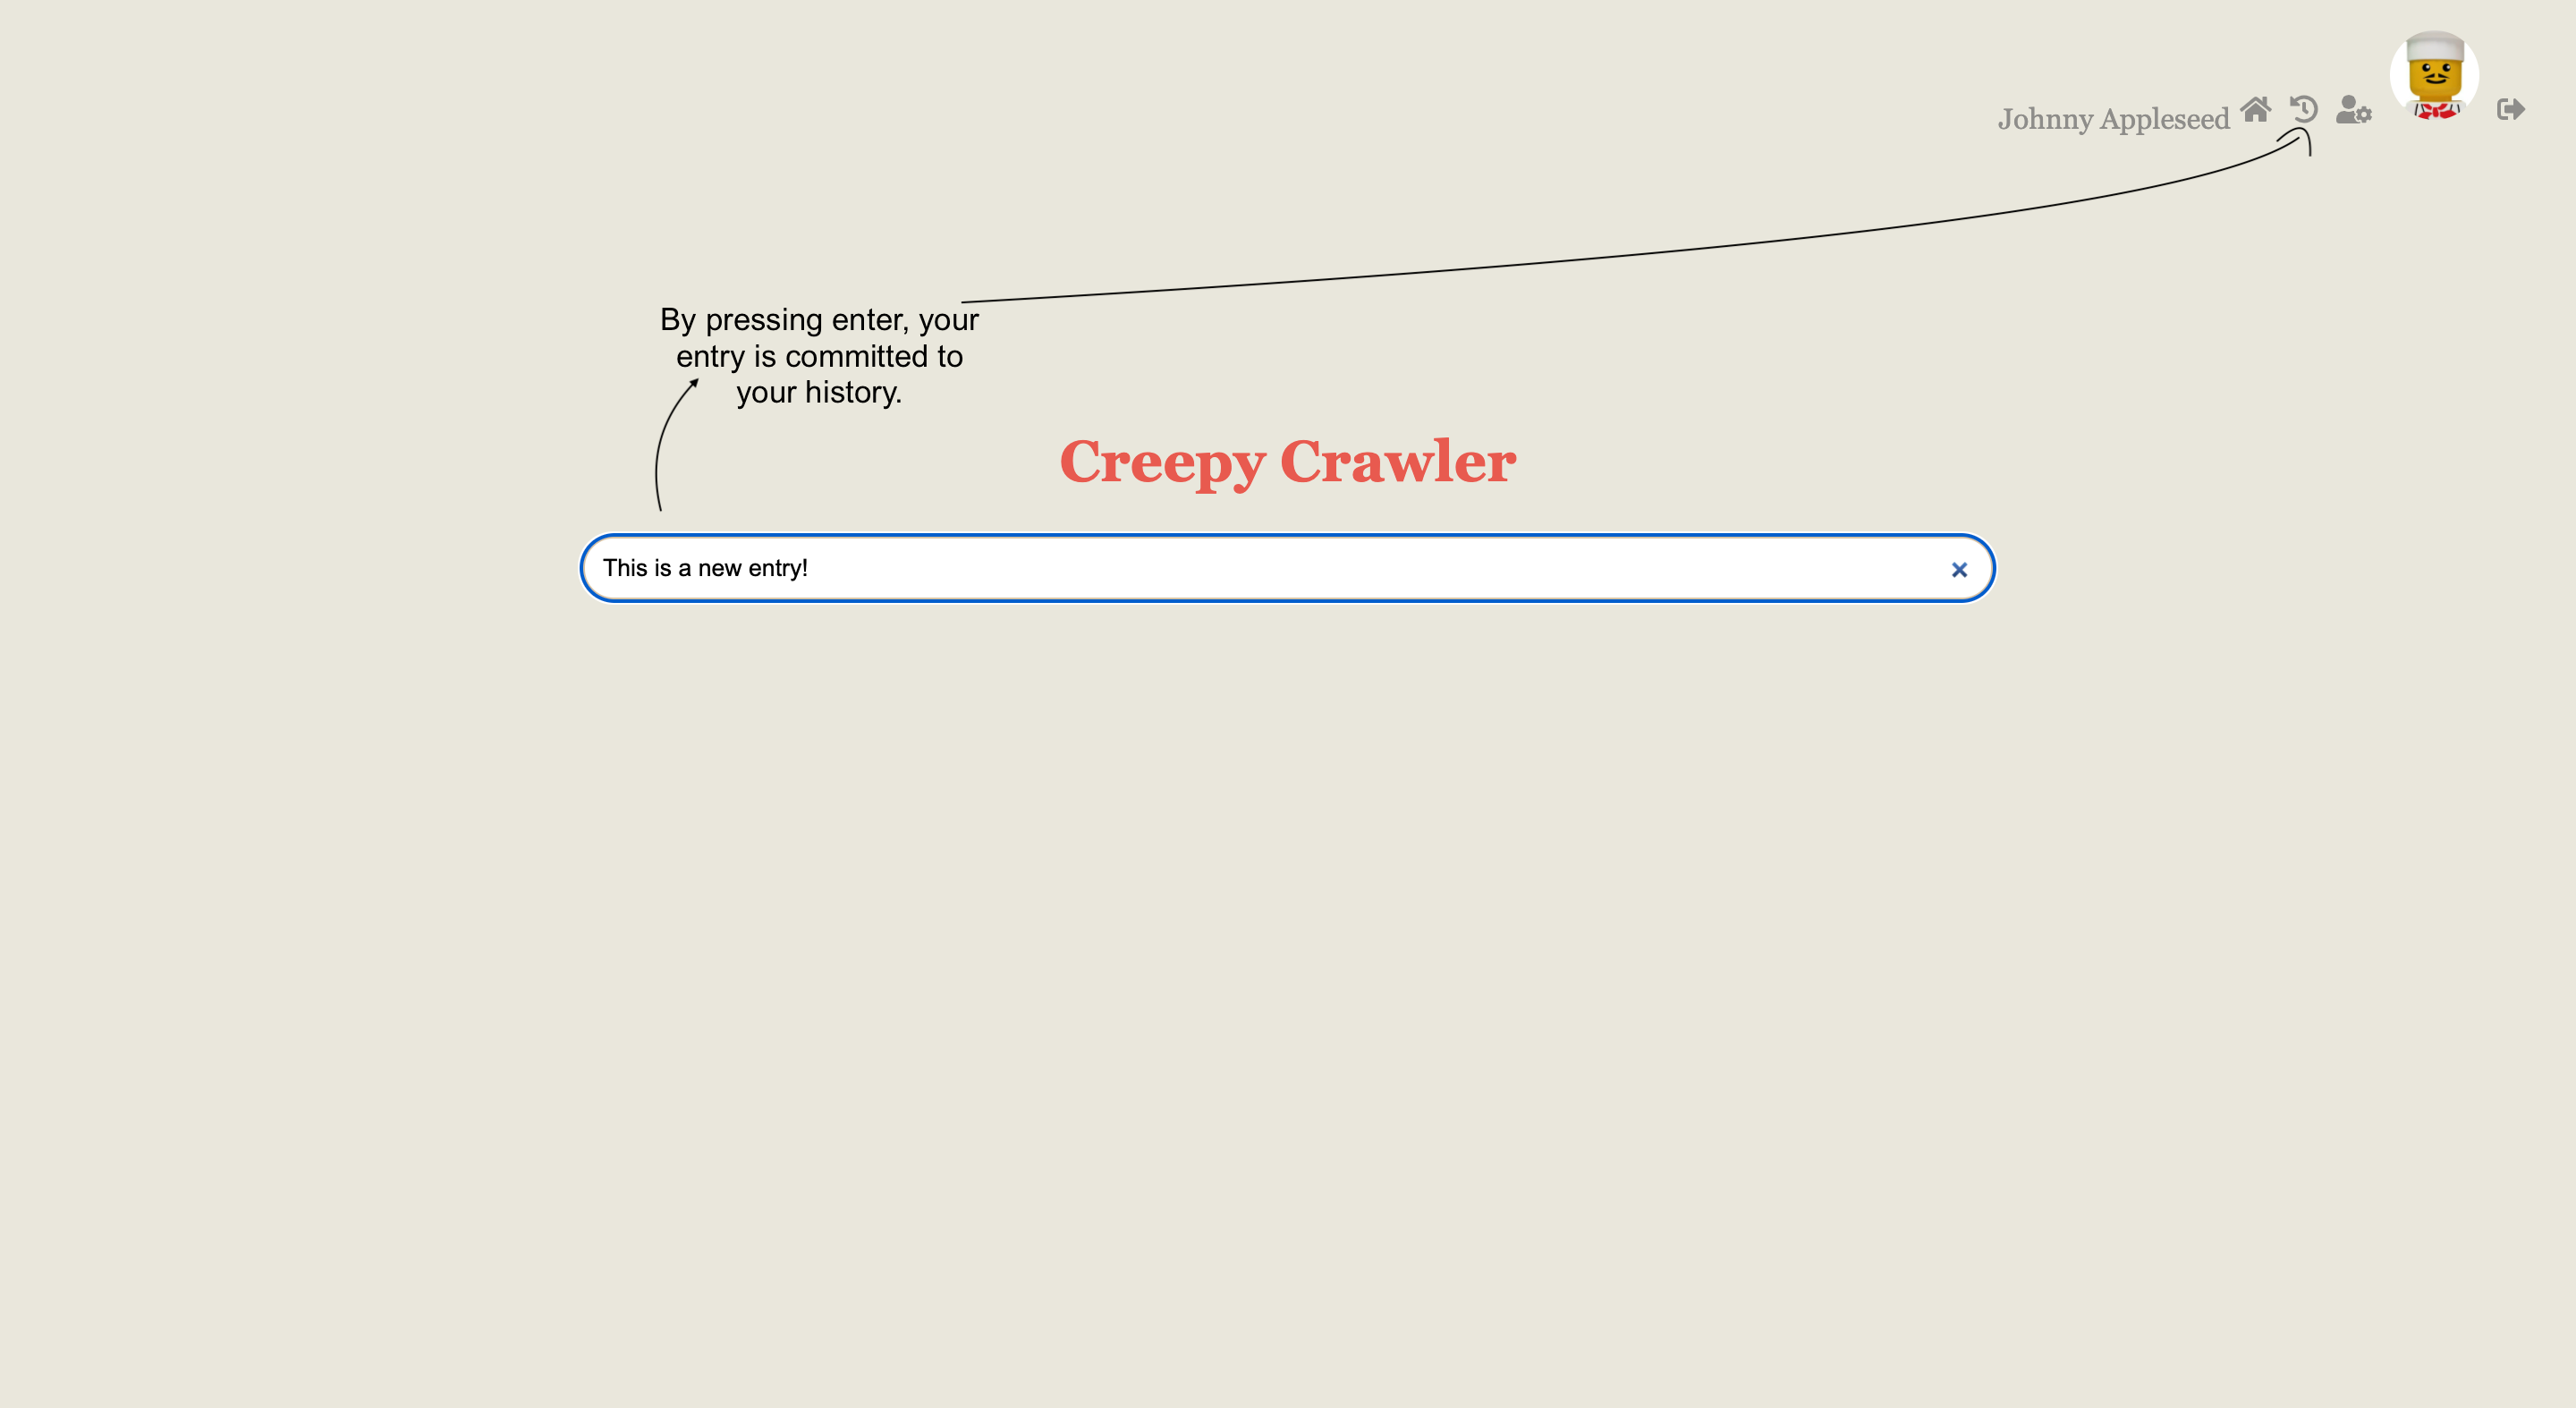 Johnny Appleseed
By pressing enter, your
entry is committed to
your history.
Creepy Crawler
This is a new entry!